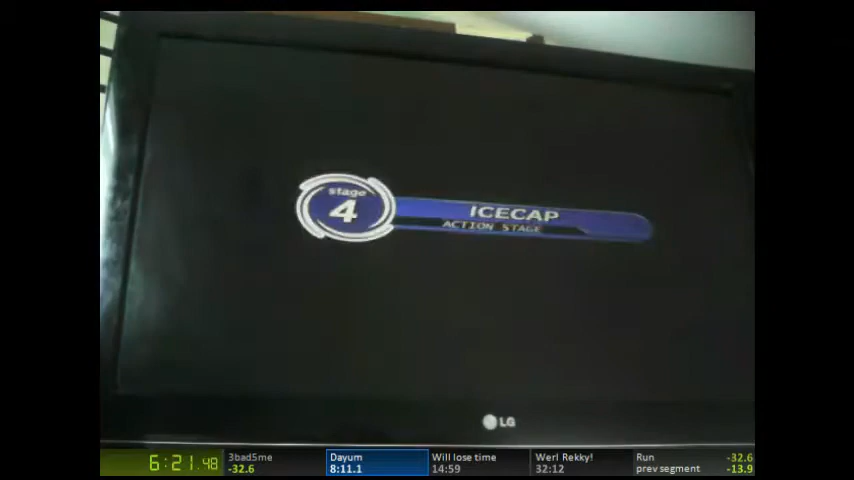 stage
4
ICECAP
ACTION STAGE
LG
6:21.48
3bad5me
-32.6
Dayum
8:11.1
Will lose time
14:59
Werl Rekky!
32:12
Run
-32.6
prev segment
-13.9